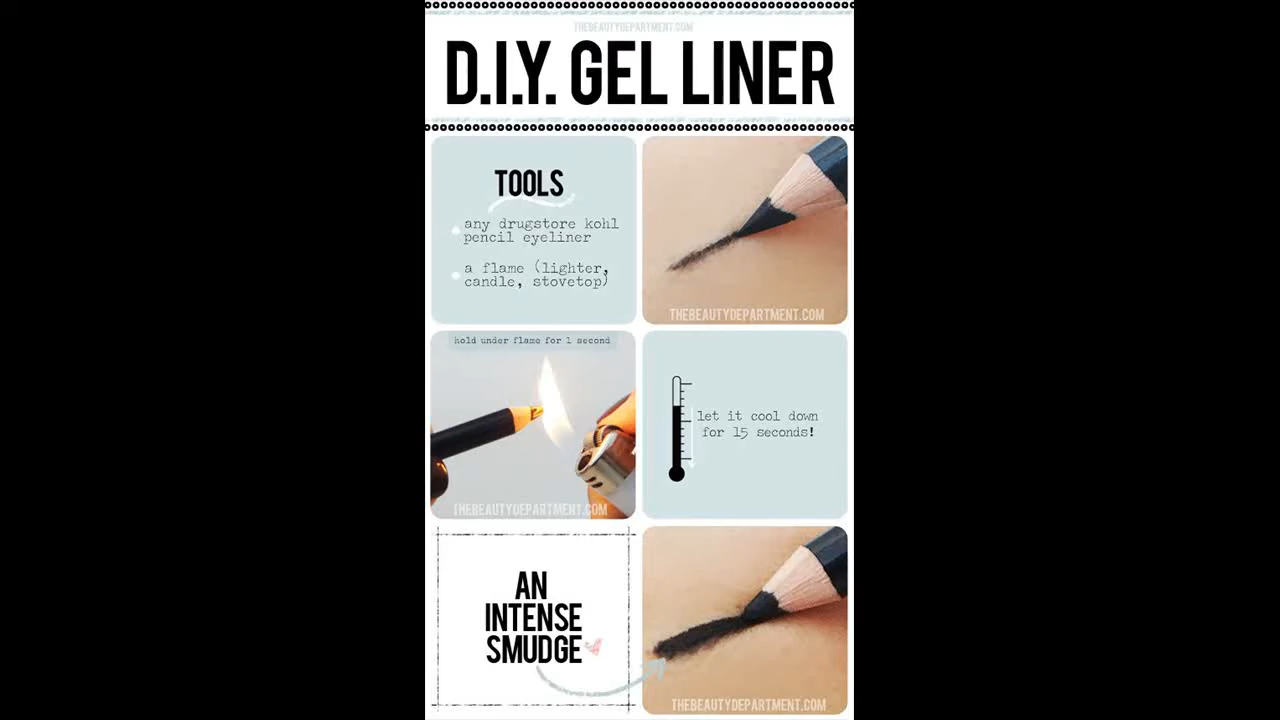 THEBEAUTYDEPARTMENT.COM
D.I.Y. GEL LINER
TOOLS
any drugstore kohl
pencil eyeliner
a flame (lighter,
candle, stovetop)
THEBEAUTYDEPARTMENT.COM
hold under flame for 1 second
THEBEAUTYDEPARTMENT.COM
let it cool down
for 15 seconds!
AN
INTENSE
SMUDGE
THEBEAUTYDEPARTMENT.COM